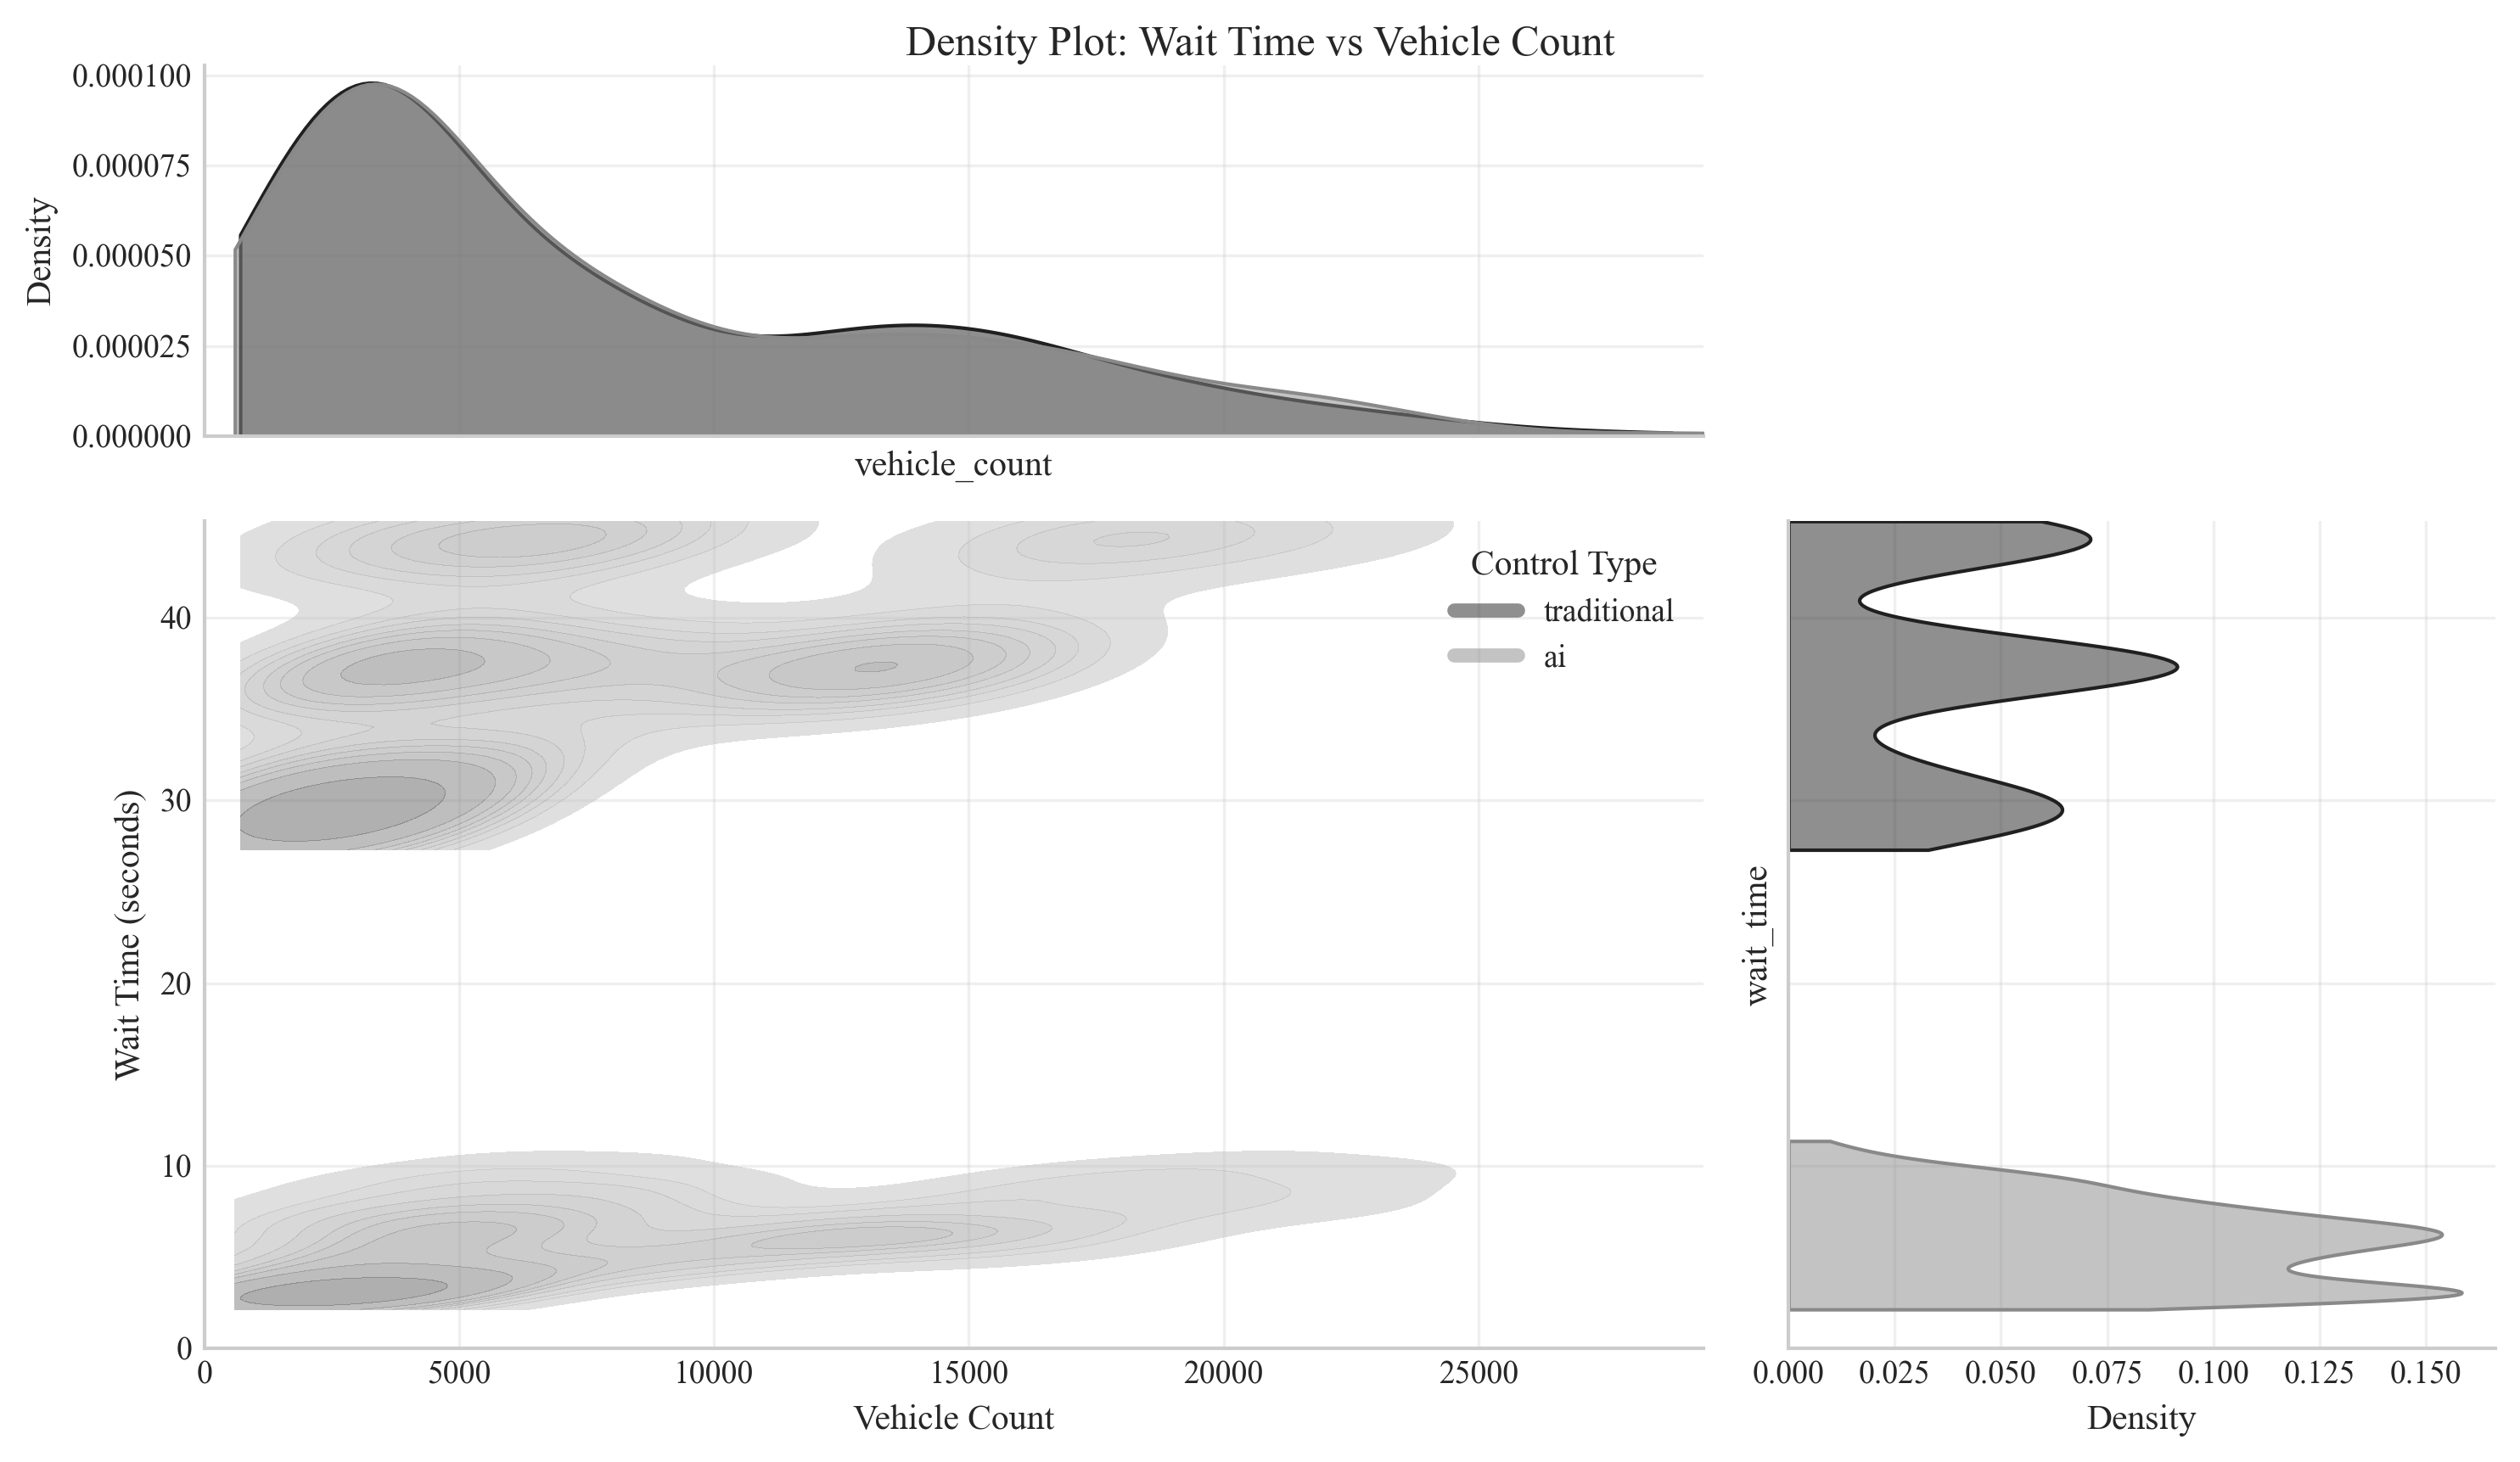 Density Plot: Wait Time vs Vehicle Count
0.000100
0.000075
0.000050
0.000025
0.000000
Density
vehicle_count
Control Type
traditional
ai
40
30
20
10
0
Wait Time (seconds)
0 5000 10000 15000 20000 25000
Vehicle Count
wait_time
0.000 0.025 0.050 0.075 0.100 0.125 0.150
Density